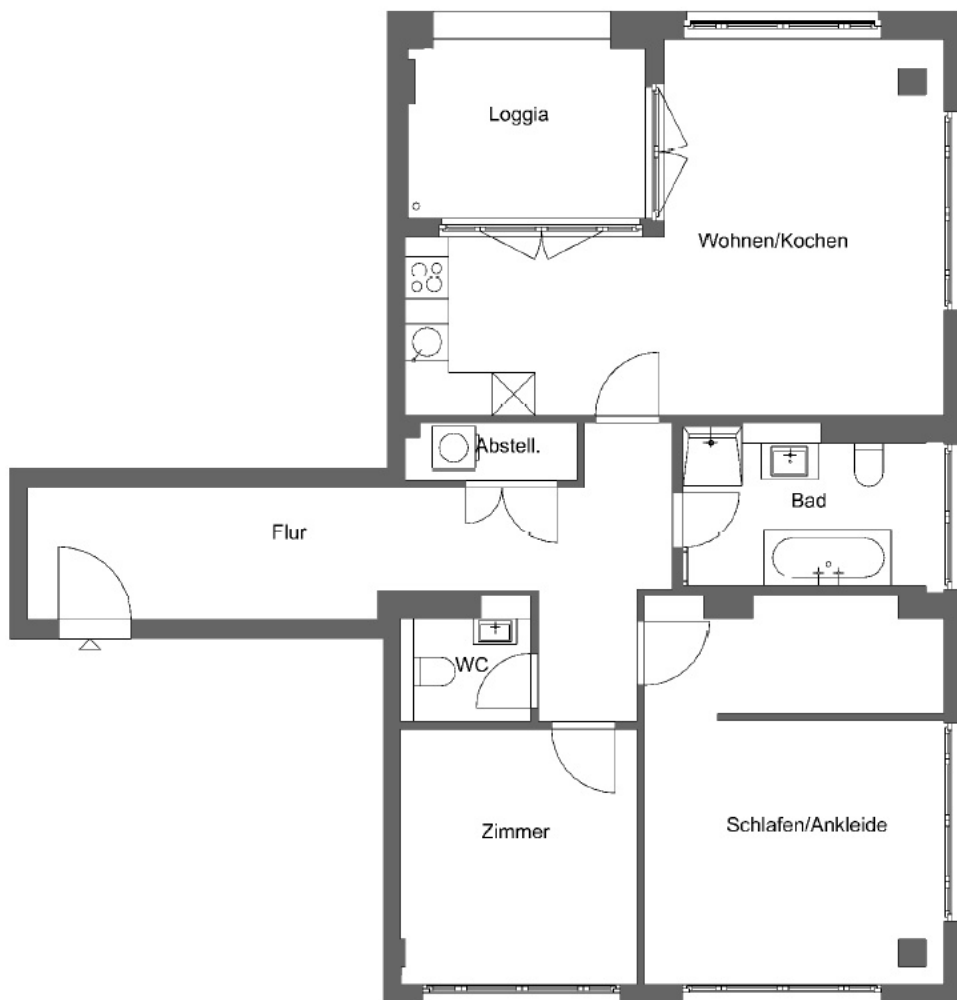 Loggia
Wohnen/Kochen
Abstell.
Bad
Flur
WC
Zimmer
Schlafen/Ankleide